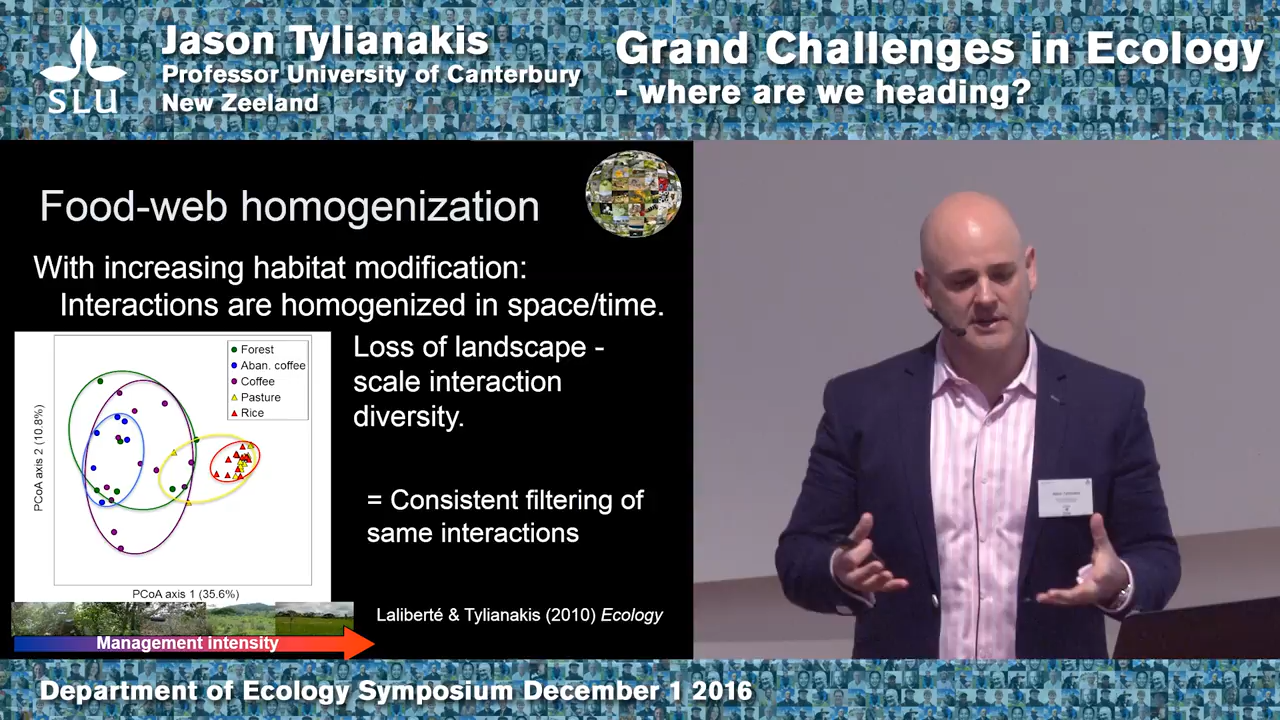 SLU
Jason Tylianakis
Professor University of Canterbury
New Zeeland
Grand Challenges in Ecology
- where are we heading?
Food-web homogenization
With increasing habitat modification:
Interactions are homogenized in space/time.
Forest
Aban. coffee
Coffee
Pasture
Rice
PCoA axis 2 (10.8%)
PCoA axis 1 (35.6%)
Loss of landscape -
scale interaction
diversity.
= Consistent filtering of
same interactions
Laliberté & Tylianakis (2010) Ecology
Management intensity
Department of Ecology Symposium December 1 2016